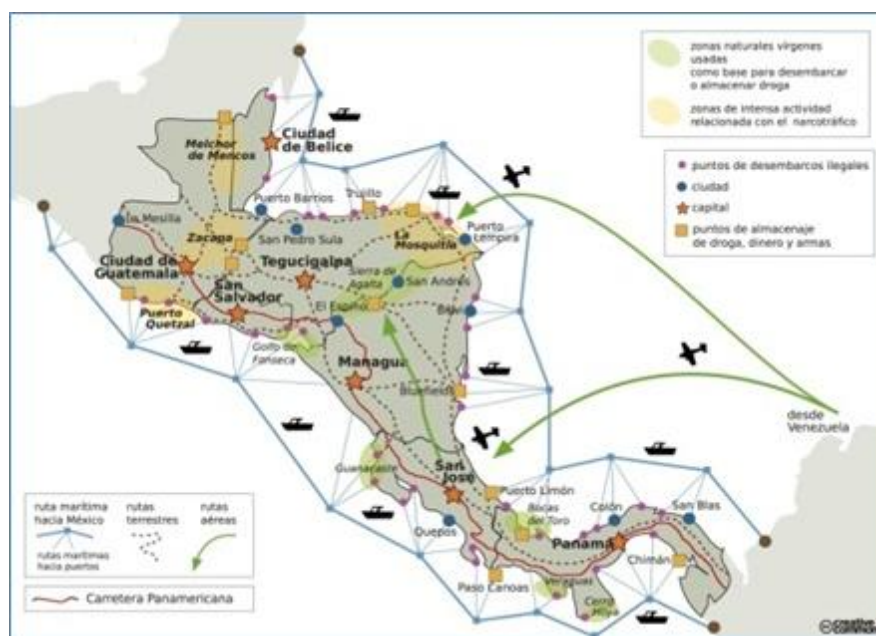 zonas naturales vírgenes
usadas
como base para desembarcar
o almacenar droga
zonas de intensa actividad
relacionada con el narcotráfico
puntos de desembarcos ilegales
ciudad
capital
puntos de almacenaje
de droga, dinero y armas
Melchor
de Mencos
Ciudad
de Belice
Puerto Barrios
Trujillo
La Mesilla
Zacapa
San Pedro Sula
La
Mosquitia
Puerto
Lempira
Ciudad de
Guatemala
Tegucigalpa
Sierra de
Agalta
San Andrés
San
Salvador
El Espino
Puerto
Quetzal
Golfo de
Fonseca
Managua
Bluefields
desde
Venezuela
Guanacaste
San
José
Puerto Limón
Quepos
Bocas
del Toro
Colón
San Blas
Panamá
Chimán
Paso Canoas
Veraguas
Cerro
Hoya
ruta marítima
hacia México
rutas
terrestres
rutas
aéreas
rutas marítimas
hacia puertos
Carretera Panamericana
creative
commons